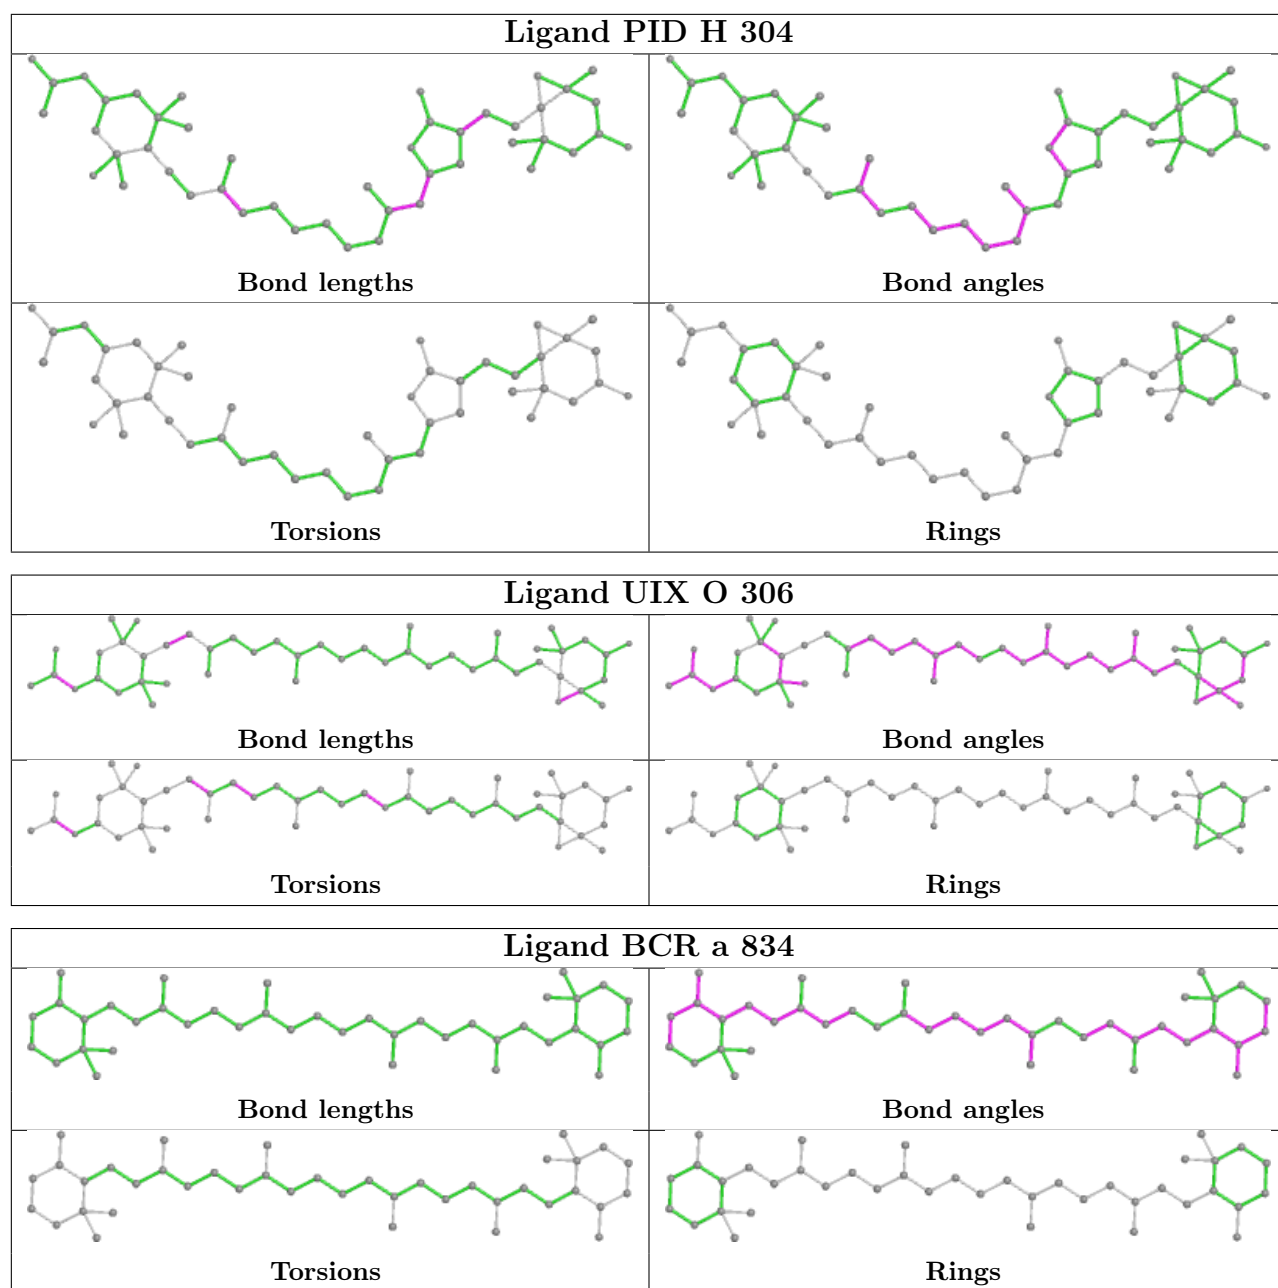 Ligand PID H 304
Bond lengths
Bond angles
Torsions
Rings
Ligand UIX O 306
Bond lengths
Bond angles
Torsions
Rings
Ligand BCR a 834
Bond lengths
Bond angles
Torsions
Rings